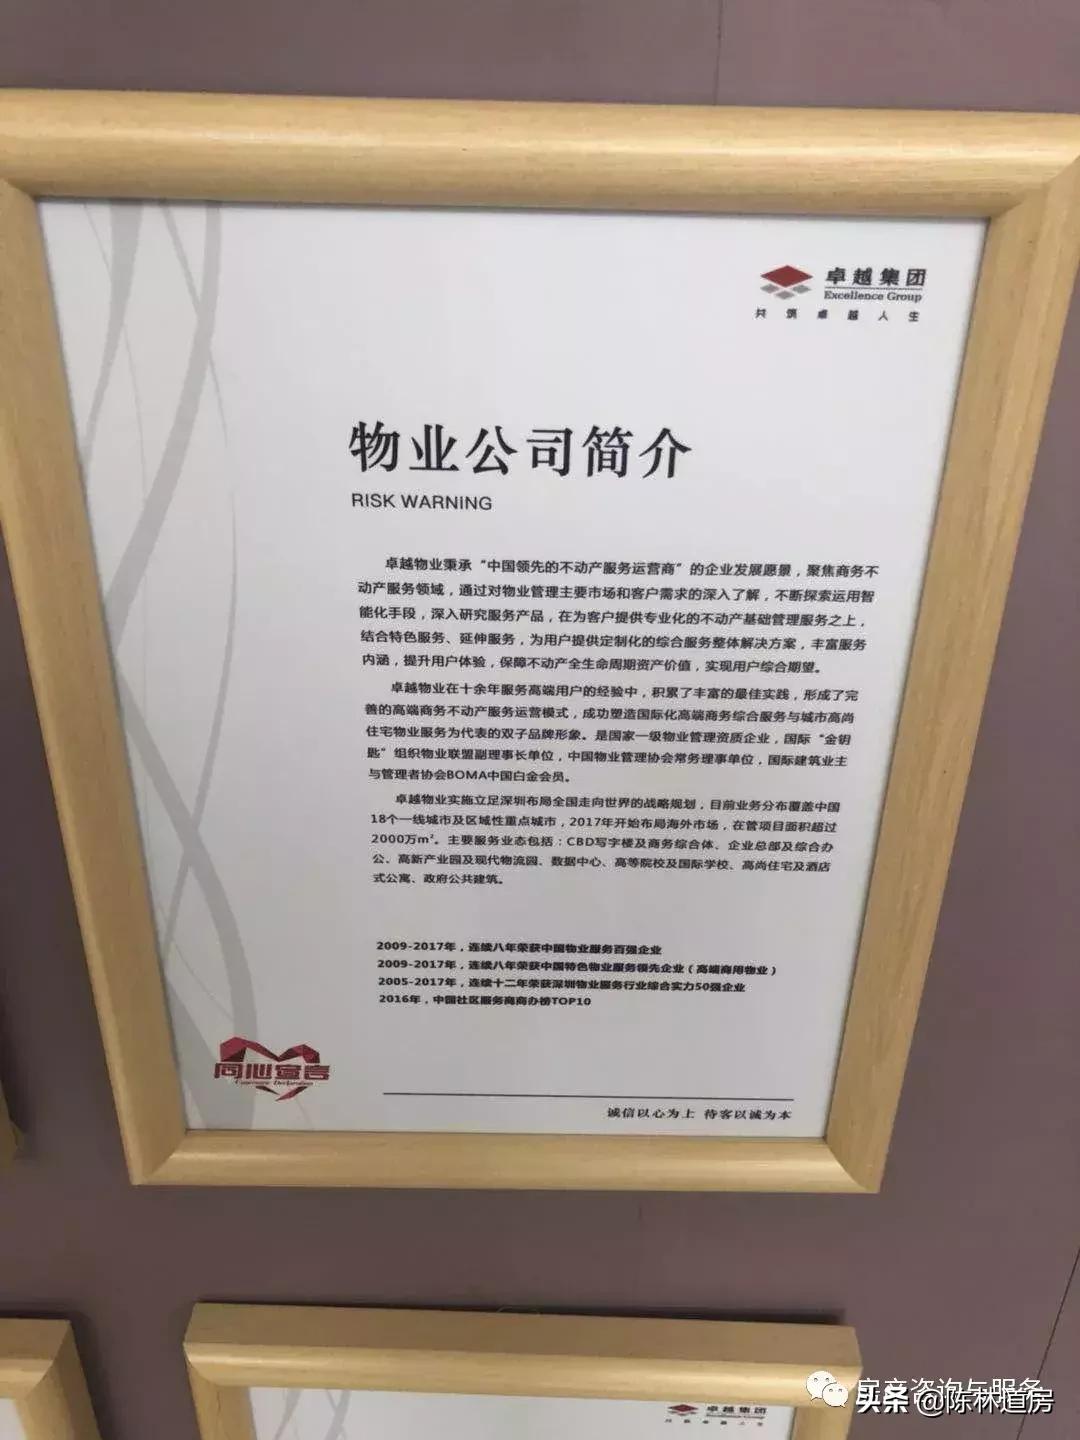 卓越集团
Excellence Group
共筑卓越人生
物业公司简介
RISK WARNING
卓越物业秉承“中国领先的不动产服务运营商”的企业发展愿景，聚焦商务不
动产服务领域，通过对物业管理主要市场和客户需求的深入了解，不断探索运用智
能化手段，深入研究服务产品，在为客户提供专业化的不动产基础管理服务之上，
结合特色服务、延伸服务，为用户提供定制化的综合服务整体解决方案，丰富服务
内涵，提升用户体验，保障不动产全生命周期资产价值，实现用户综合期望。
卓越物业在十余年服务高端用户的经验中，积累了丰富的最佳实践，形成了完
善的高端商务不动产服务运营模式，成功塑造国际化高端商务综合服务与城市高尚
住宅物业服务为代表的双子品牌形象。是国家一级物业管理资质企业，国际“金钥
匙”组织物业联盟副理事长单位，中国物业管理协会常务理事单位，国际建筑业主
与管理者协会BOMA中国白金会员。
卓越物业实施立足深圳布局全国走向世界的战略规划，目前业务分布覆盖中国
18个一线城市及区域性重点城市，2017年开始布局海外市场，在管项目面积超过
2000万m²。主要服务业态包括：CBD写字楼及商务综合体、企业总部及综合办
公、高新产业园及现代物流园、数据中心、高等院校及国际学校、高尚住宅及酒店
式公寓、政府公共建筑。
2009-2017年，连续八年荣获中国物业服务百强企业
2009-2017年，连续八年荣获中国特色物业服务领先企业（高端商用物业）
2005-2017年，连续十二年荣获深圳物业服务行业综合实力50强企业
2016年，中国社区服务商商办榜TOP10
同心宣言
诚信以心为上 待客以诚为本
卓越集团
Excellence Group
咨询与服务
头条 @陈林道房